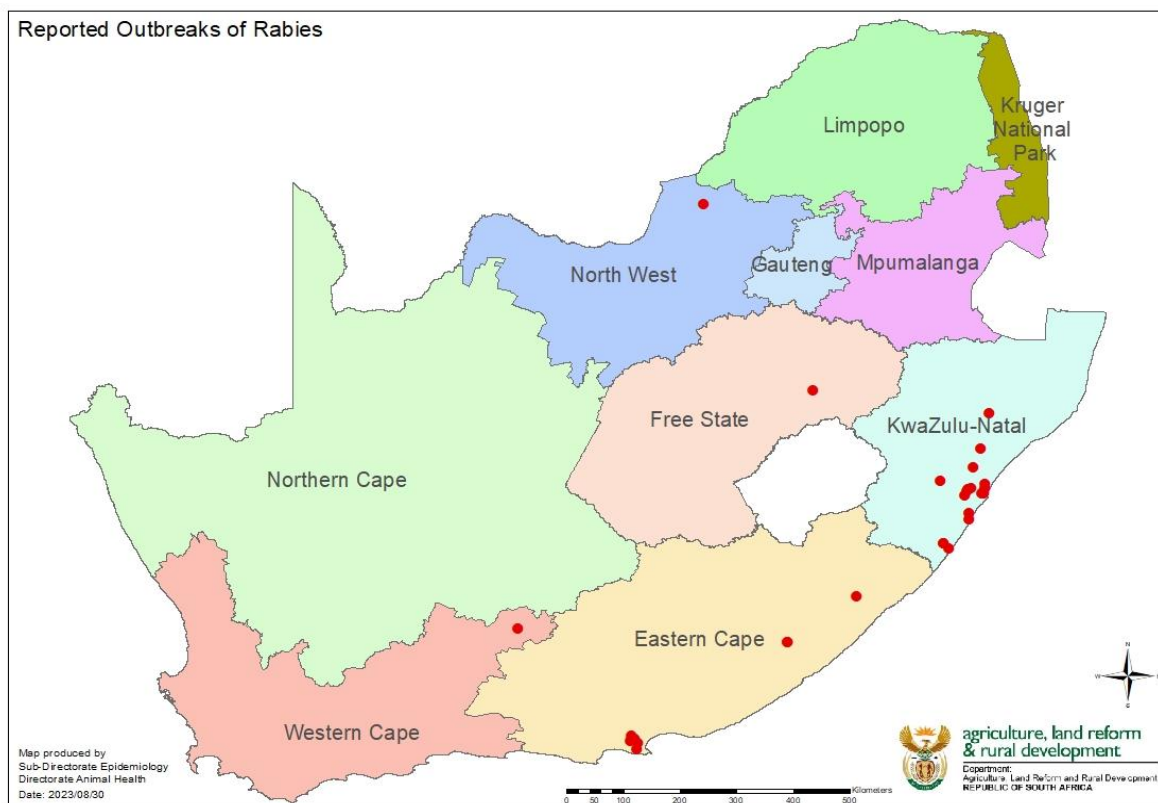 Reported Outbreaks of Rabies
Limpopo
Kruger
National
Park
North West
Gauteng
Mpumalanga
Free State
KwaZulu-Natal
Northern Cape
Eastern Cape
Western Cape
N
W
S
Map produced by
Sub-Directorate Epidemiology
Directorate Animal Health
Date: 2023/08/30
Kilometers
0 50 100 200 300 400 500
agriculture, land reform
& rural development
Department:
Agriculture, Land Reform and Rural Development
REPUBLIC OF SOUTH AFRICA